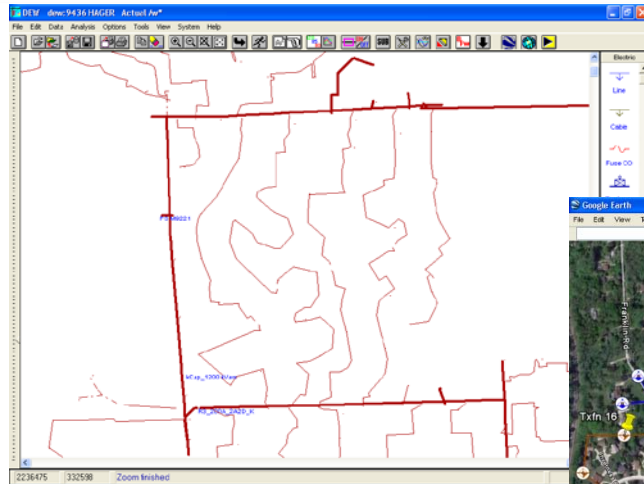 DEW dew:9436 HAGER Actual /w*
File Edit Data Analysis Options Tools View System Help
SUB
Electric
Line
Cable
Fuse CO
Google Earth
File Edit View
Franklin Rd
Txfn 16
2236475 332598 Zoom finished